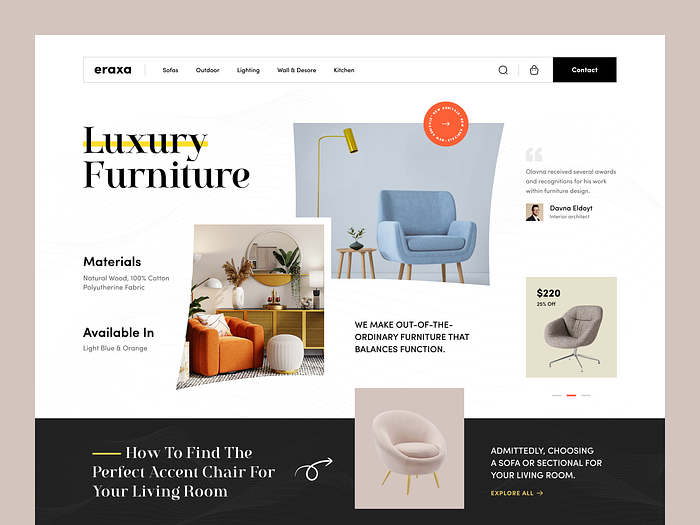 eraxa
Sofas Outdoor Lighting Wall & Desore Kitchen
Contact
Luxury
Furniture
NEW ARRIVALS
Olavna received several awards
and recognitions for his work
within furniture design.
Davna Eldoyt
Interior architect
Materials
Natural Wood, 100% Cotton
Polyutherine Fabric
Available In
Light Blue & Orange
WE MAKE OUT-OF-THE-
ORDINARY FURNITURE THAT
BALANCES FUNCTION.
$220
25% Off
How To Find The
Perfect Accent Chair For
Your Living Room
ADMITTEDLY, CHOOSING
A SOFA OR SECTIONAL FOR
YOUR LIVING ROOM.
EXPLORE ALL